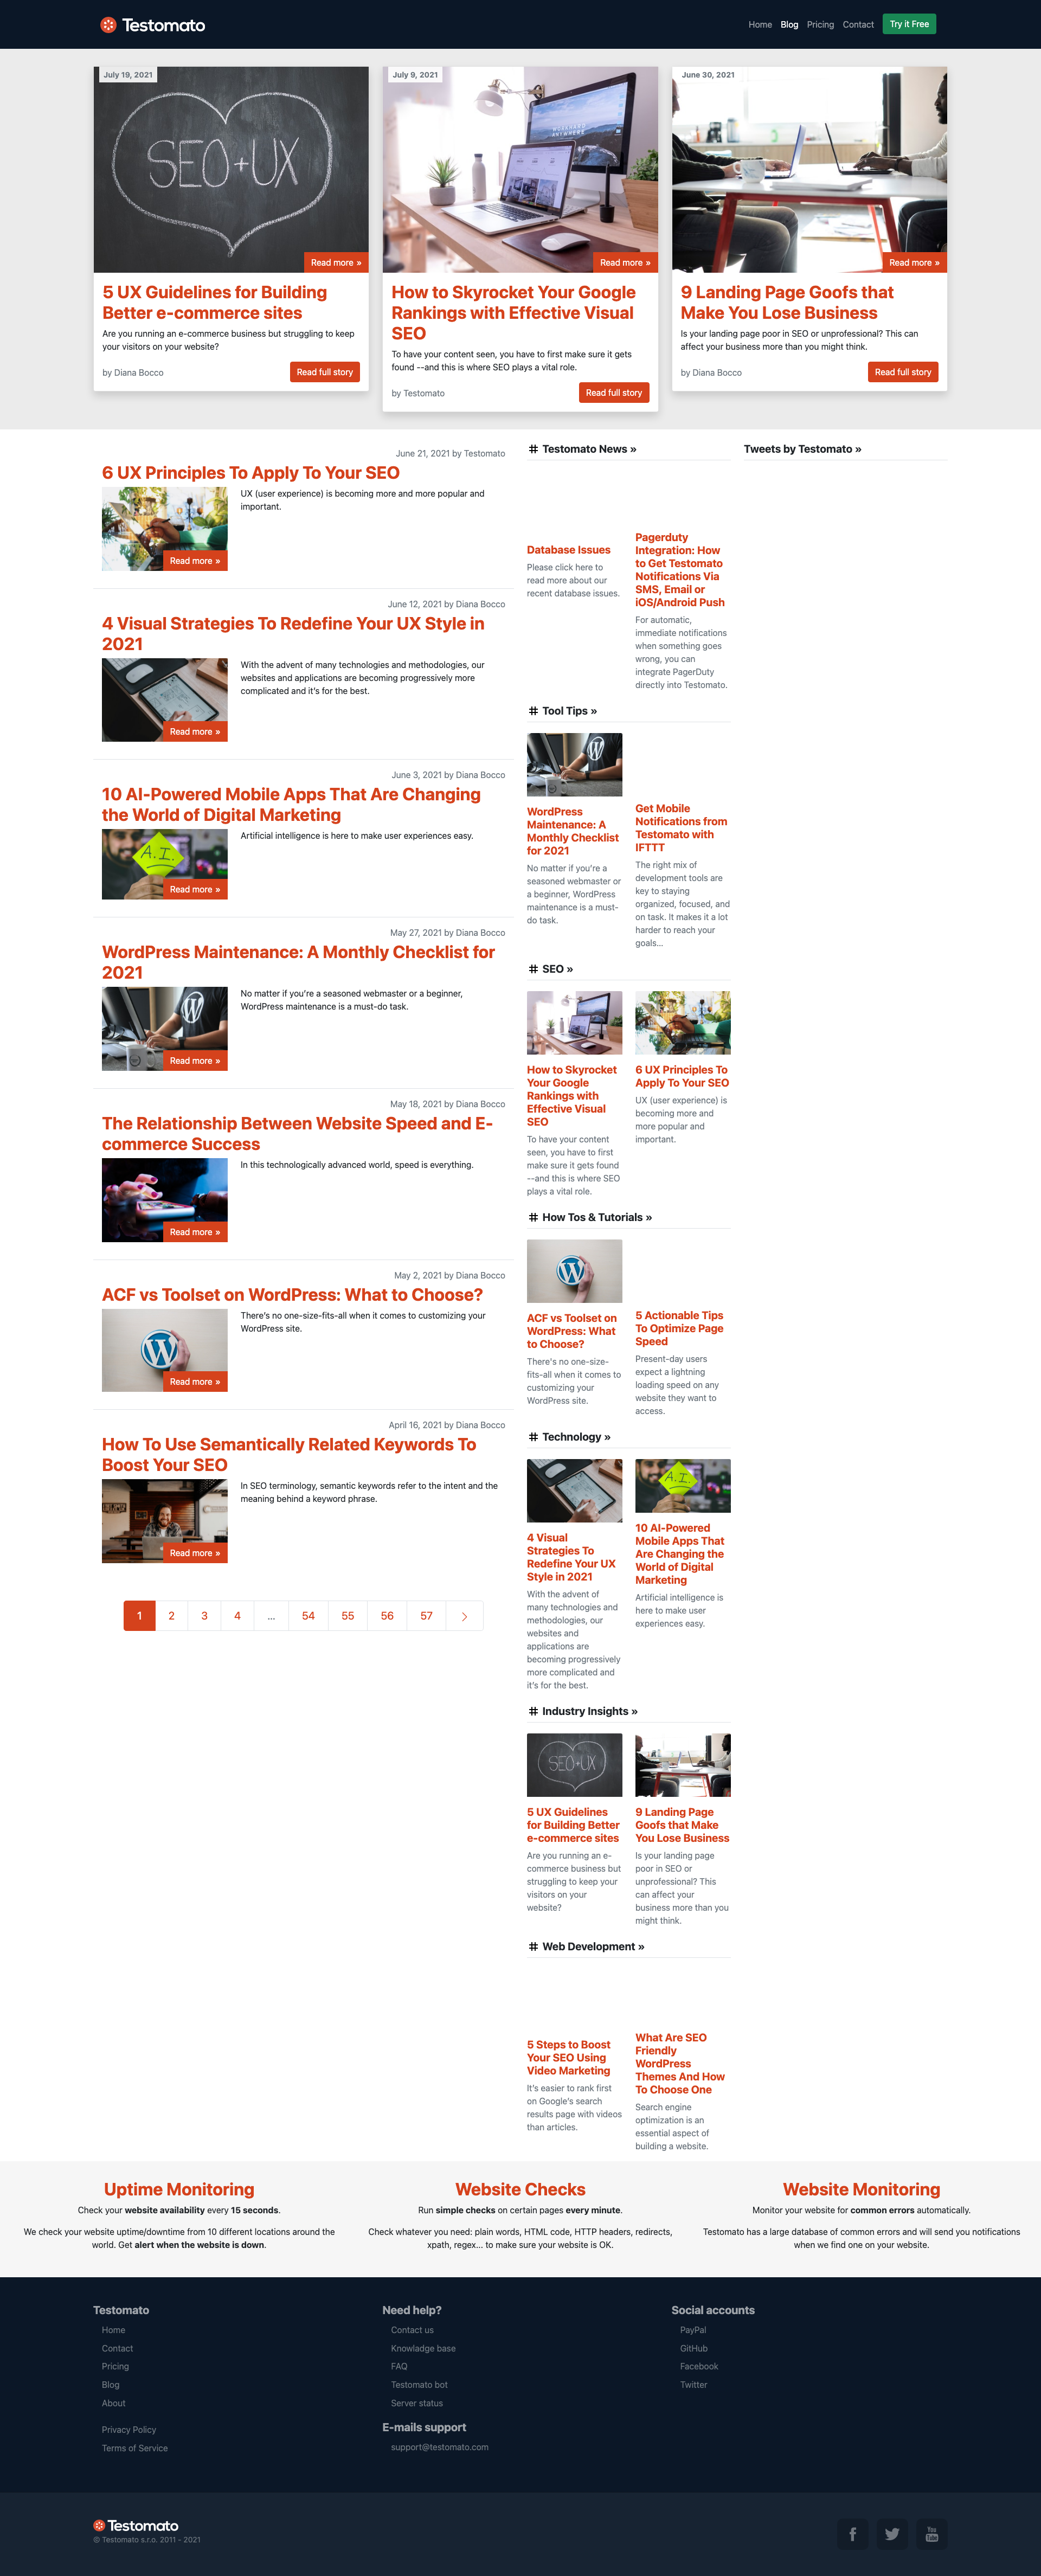 Testomato
Home
Blog
Pricing
Contact
Try it Free
July 19, 2021
SEO+UX
Read more »
5 UX Guidelines for Building
Better e-commerce sites
Are you running an e-commerce business but struggling to keep
your visitors on your website?
by Diana Bocco
Read full story
July 9, 2021
WORK HARD
ANYWHERE
Read more »
How to Skyrocket Your Google
Rankings with Effective Visual
SEO
To have your content seen, you have to first make sure it gets
found --and this is where SEO plays a vital role.
by Testomato
Read full story
June 30, 2021
Read more »
9 Landing Page Goofs that
Make You Lose Business
Is your landing page poor in SEO or unprofessional? This can
affect your business more than you might think.
by Diana Bocco
Read full story
June 21, 2021 by Testomato
6 UX Principles To Apply To Your SEO
UX (user experience) is becoming more and more popular and
important.
Read more »
June 12, 2021 by Diana Bocco
4 Visual Strategies To Redefine Your UX Style in
2021
With the advent of many technologies and methodologies, our
websites and applications are becoming progressively more
complicated and it's for the best.
Read more »
June 3, 2021 by Diana Bocco
10 AI-Powered Mobile Apps That Are Changing
the World of Digital Marketing
Artificial intelligence is here to make user experiences easy.
A.I.
Read more »
May 27, 2021 by Diana Bocco
WordPress Maintenance: A Monthly Checklist for
2021
No matter if you're a seasoned webmaster or a beginner,
WordPress maintenance is a must-do task.
Read more »
May 18, 2021 by Diana Bocco
The Relationship Between Website Speed and E-
commerce Success
In this technologically advanced world, speed is everything.
Read more »
May 2, 2021 by Diana Bocco
ACF vs Toolset on WordPress: What to Choose?
There's no one-size-fits-all when it comes to customizing your
WordPress site.
Read more »
April 16, 2021 by Diana Bocco
How To Use Semantically Related Keywords To
Boost Your SEO
In SEO terminology, semantic keywords refer to the intent and the
meaning behind a keyword phrase.
Read more »
1 2 3 4 ... 54 55 56 57 >
# Testomato News »
Database Issues
Please click here to
read more about our
recent database issues.
Pagerduty
Integration: How
to Get Testomato
Notifications Via
SMS, Email or
iOS/Android Push
For automatic,
immediate notifications
when something goes
wrong, you can
integrate PagerDuty
directly into Testomato.
# Tool Tips »
WordPress
Maintenance: A
Monthly Checklist
for 2021
No matter if you're a
seasoned webmaster or
a beginner, WordPress
maintenance is a must-
do task.
Get Mobile
Notifications from
Testomato with
IFTTT
The right mix of
development tools are
key to staying
organized, focused, and
on task. It makes it a lot
harder to reach your
goals...
# SEO »
How to Skyrocket
Your Google
Rankings with
Effective Visual
SEO
To have your content
seen, you have to first
make sure it gets found
--and this is where SEO
plays a vital role.
6 UX Principles To
Apply To Your SEO
UX (user experience) is
becoming more and
more popular and
important.
# How Tos & Tutorials »
ACF vs Toolset on
WordPress: What
to Choose?
There's no one-size-
fits-all when it comes to
customizing your
WordPress site.
5 Actionable Tips
To Optimize Page
Speed
Present-day users
expect a lightning
loading speed on any
website they want to
access.
# Technology »
4 Visual
Strategies To
Redefine Your UX
Style in 2021
With the advent of
many technologies and
methodologies, our
websites and
applications are
becoming progressively
more complicated and
it's for the best.
A.I.
10 AI-Powered
Mobile Apps That
Are Changing the
World of Digital
Marketing
Artificial intelligence is
here to make user
experiences easy.
# Industry Insights »
SEO+UX
5 UX Guidelines
for Building Better
e-commerce sites
Are you running an e-
commerce business but
struggling to keep your
visitors on your
website?
9 Landing Page
Goofs that Make
You Lose Business
Is your landing page
poor in SEO or
unprofessional? This
can affect your
business more than you
might think.
# Web Development »
5 Steps to Boost
Your SEO Using
Video Marketing
It's easier to rank first
on Google's search
results page with videos
than articles.
What Are SEO
Friendly
WordPress
Themes And How
To Choose One
Search engine
optimization is an
essential aspect of
building a website.
Tweets by Testomato »
Uptime Monitoring
Check your website availability every 15 seconds.
We check your website uptime/downtime from 10 different locations around the
world. Get alert when the website is down.
Website Checks
Run simple checks on certain pages every minute.
Check whatever you need: plain words, HTML code, HTTP headers, redirects,
xpath, regex... to make sure your website is OK.
Website Monitoring
Monitor your website for common errors automatically.
Testomato has a large database of common errors and will send you notifications
when we find one on your website.
Testomato
Home
Contact
Pricing
Blog
About
Privacy Policy
Terms of Service
Need help?
Contact us
Knowladge base
FAQ
Testomato bot
Server status
E-mails support
support@testomato.com
Social accounts
PayPal
GitHub
Facebook
Twitter
Testomato
© Testomato s.r.o. 2011 - 2021
You
Tube